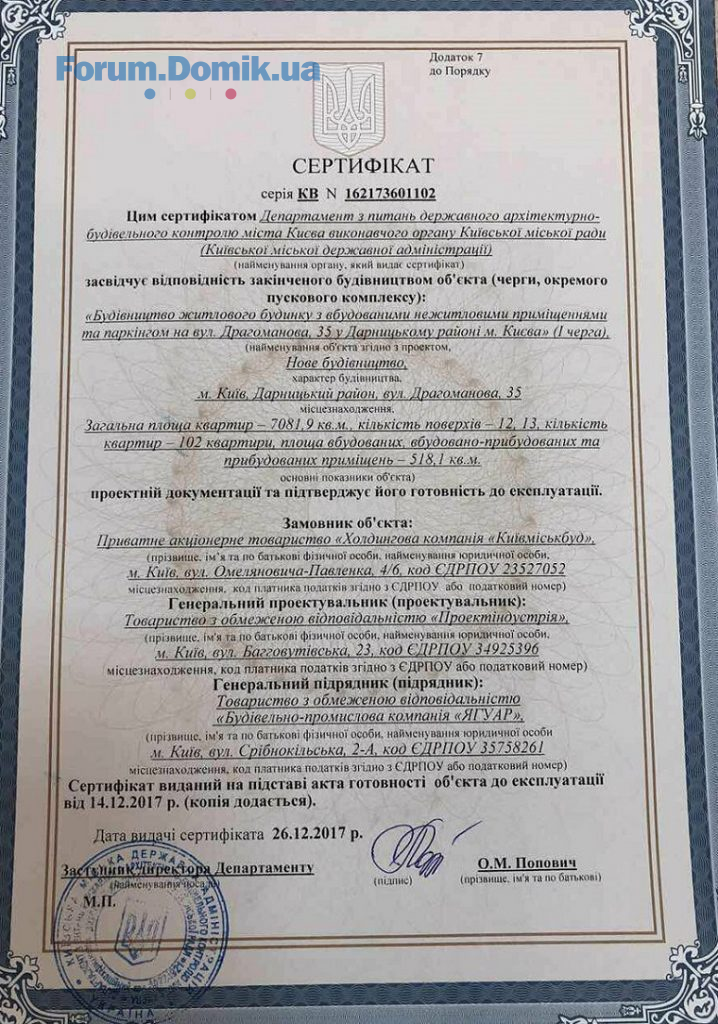 Forum.Domik.ua
Додаток 7
до Порядку
СЕРТИФІКАТ
серія КВ N 162173601102
Цим сертифікатом Департамент з питань державного архітектурно-
будівельного контролю міста Києва виконавчого органу Київської міської ради
(Київської міської державної адміністрації)
(найменування органу, який видає сертифікат)
засвідчує відповідність закінченого будівництвом об'єкта (черги, окремого
пускового комплексу):
«Будівництво житлового будинку з вбудованими нежитловими приміщеннями
та паркінгом на вул. Драгоманова, 35 у Дарницькому районі м. Києва» (І черга),
(найменування об'єкта згідно з проектом,
Нове будівництво,
характер будівництва,
м. Київ, Дарницький район, вул. Драгоманова, 35
місцезнаходження,
Загальна площа квартир – 7081,9 кв.м., кількість поверхів – 12, 13, кількість
квартир – 102 квартири, площа вбудованих, вбудовано-прибудованих та
прибудованих приміщень – 518,1 кв.м.
основні показники об'єкта)
проектній документації та підтверджує його готовність до експлуатації.
Замовник об'єкта:
Приватне акціонерне товариство «Холдингова компанія «Київміськбуд»,
(прізвище, ім'я та по батькові фізичної особи, найменування юридичної особи,
м. Київ, вул. Омеляновича-Павленка, 4/6, код ЄДРПОУ 23527052
місцезнаходження, код платника податків згідно з ЄДРПОУ або податковий номер)
Генеральний проектувальник (проектувальник):
Товариство з обмеженою відповідальністю «Проектіндустрія»,
(прізвище, ім'я та по батькові фізичної особи, найменування юридичної особи,
м. Київ, вул. Багговутівська, 23, код ЄДРПОУ 34925396
місцезнаходження, код платника податків згідно з ЄДРПОУ або податковий номер)
Генеральний підрядник (підрядник):
Товариство з обмеженою відповідальністю
«Будівельно-промислова компанія «ЯГУАР»,
(прізвище, ім'я та по батькові фізичної особи, найменування юридичної особи
м. Київ, вул. Срібнокільська, 2-А, код ЄДРПОУ 35758261
місцезнаходження, код платника податків згідно з ЄДРПОУ або податковий номер)
Сертифікат виданий на підставі акта готовності об'єкта до експлуатації
від 14.12.2017 р. (копія додається).
Дата видачі сертифіката 26.12.2017 р.
Заступник директора Департаменту
О.М. Попович
(найменування посади)
(підпис)
(прізвище, ім'я та по батькові)
М.П.
УКРАЇНА